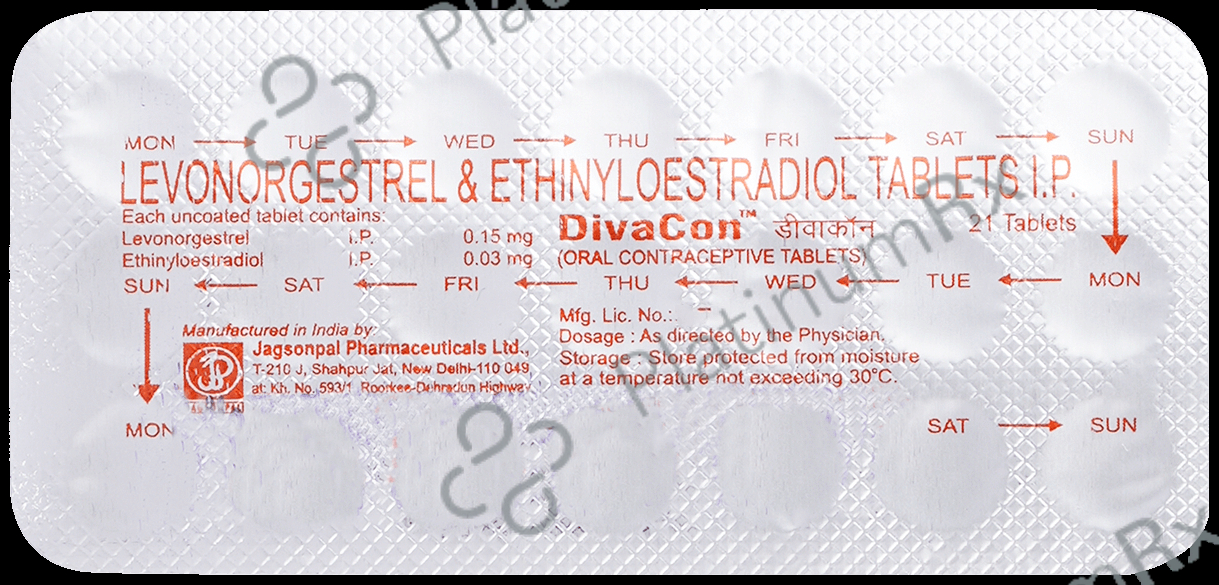 MON → TUE → WED → THU → FRI → SAT → SUN
LEVONORGESTREL & ETHINYLOESTRADIOL TABLETS I.P.
Each uncoated tablet contains:
Levonorgestrel I.P. 0.15 mg
Ethinyloestradiol I.P. 0.03 mg
DivaCon™ डीवाकॉन 21 Tablets
(ORAL CONTRACEPTIVE TABLETS)
SUN ← SAT ← FRI ← THU ← WED ← TUE ← MON
Manufactured in India by:
Jagsonpal Pharmaceuticals Ltd.,
T-210 J, Shahpur Jat, New Delhi-110 049,
at: Kh. No. 593/1, Roorkee-Dehradun Highway,
Mfg. Lic. No.:
Dosage : As directed by the Physician.
Storage : Store protected from moisture
at a temperature not exceeding 30°C.
MON SAT → SUN
PlatinumRx
PlatinumRx